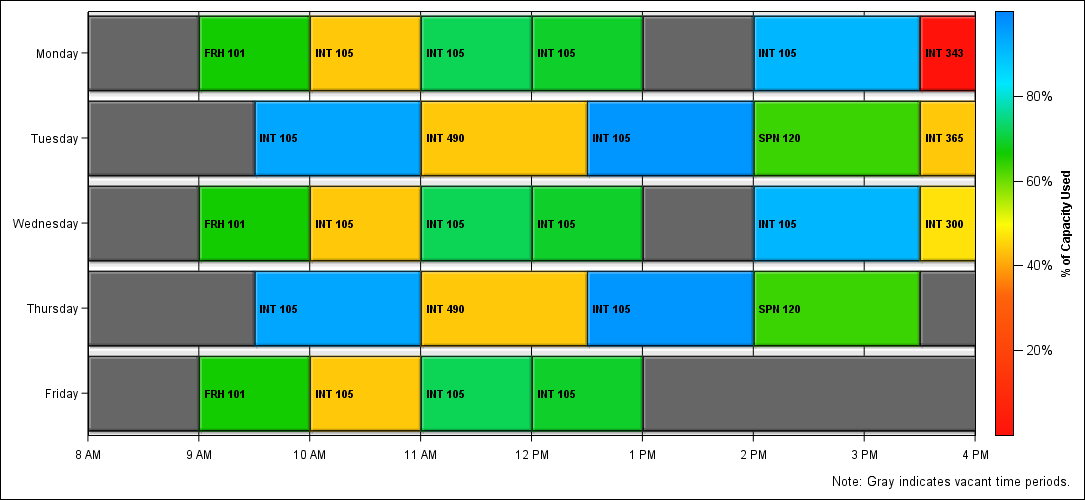 Monday
FRH 101
INT 105
INT 105
INT 105
INT 105
INT 343
Tuesday
INT 105
INT 490
INT 105
SPN 120
INT 365
Wednesday
FRH 101
INT 105
INT 105
INT 105
INT 105
INT 300
Thursday
INT 105
INT 490
INT 105
SPN 120
Friday
FRH 101
INT 105
INT 105
INT 105
8 AM
9 AM
10 AM
11 AM
12 PM
1 PM
2 PM
3 PM
4 PM
80%
60%
40%
20%
% of Capacity Used
Note: Gray indicates vacant time periods.